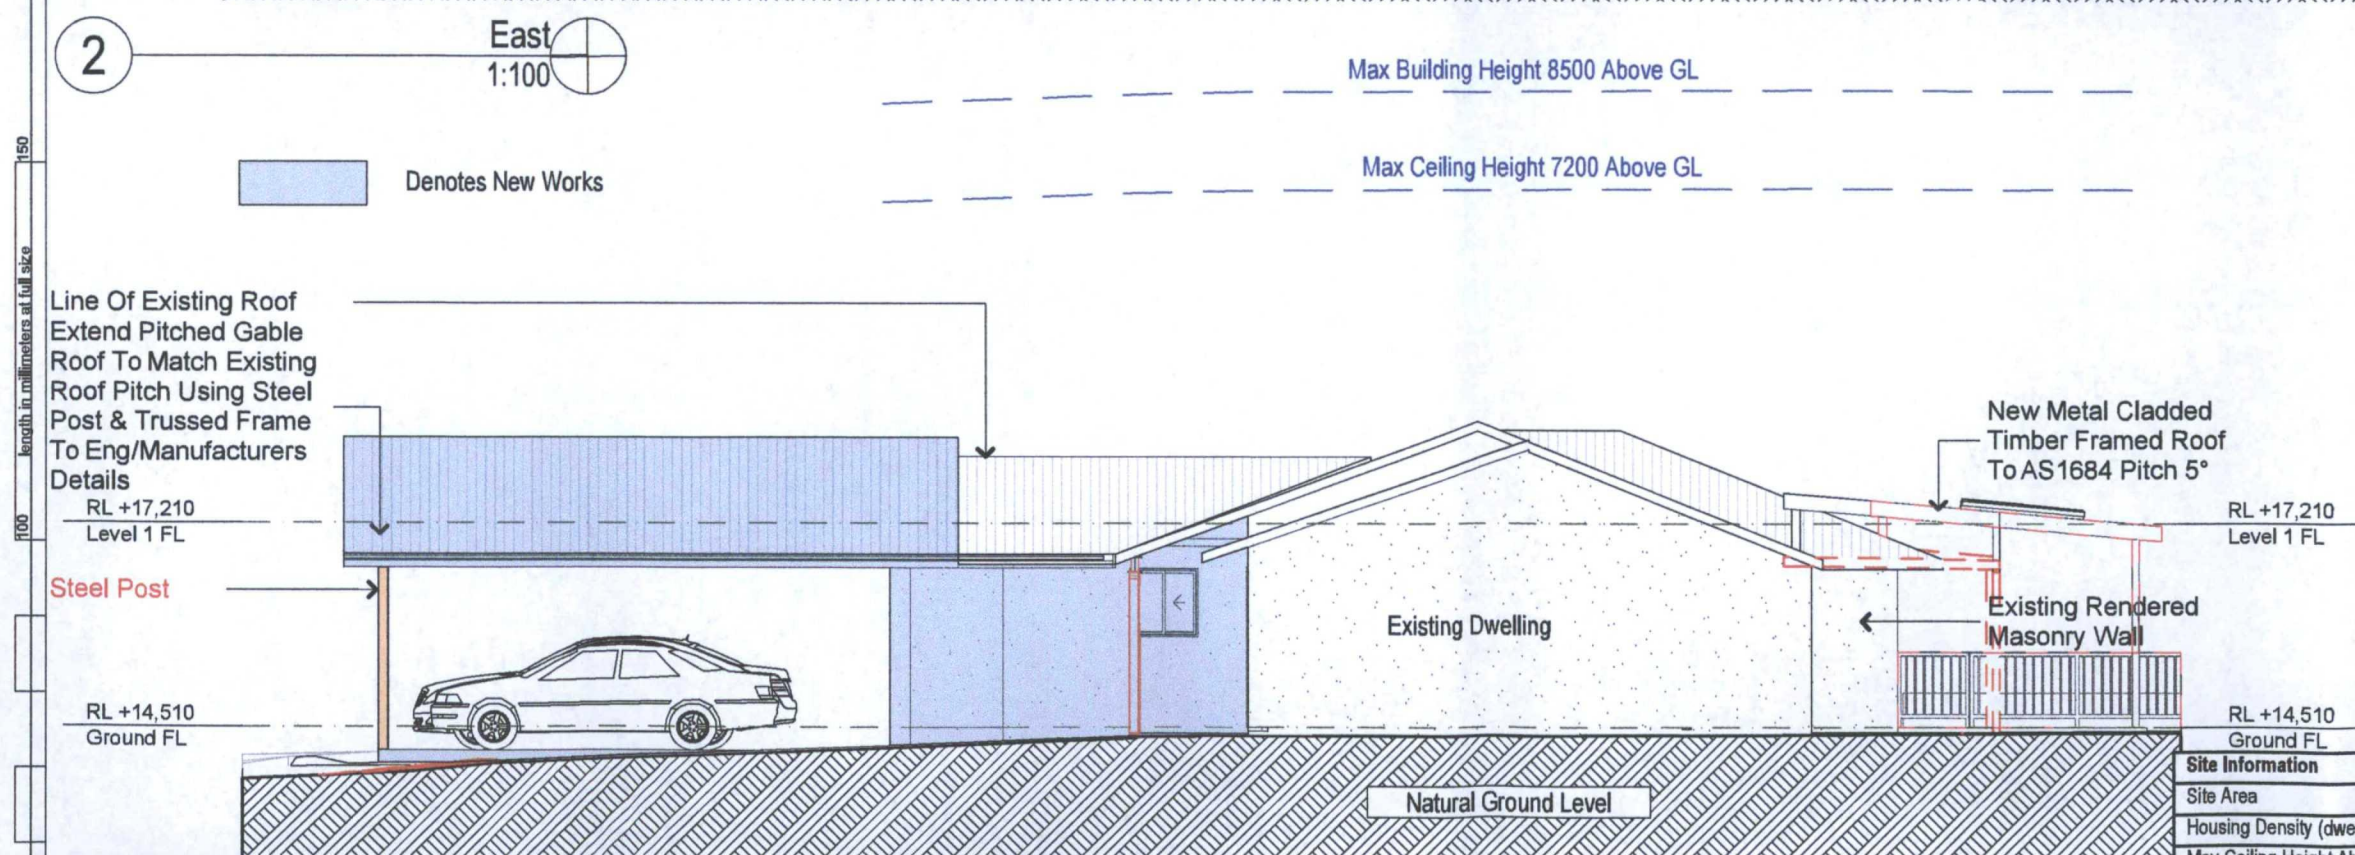 2
East
1:100
Max Building Height 8500 Above GL
Denotes New Works
Max Ceiling Height 7200 Above GL
150
length in millimeters at full size
100
Line Of Existing Roof
Extend Pitched Gable
Roof To Match Existing
Roof Pitch Using Steel
Post & Trussed Frame
To Eng/Manufacturers
Details
RL +17,210
Level 1 FL
Steel Post
RL +14,510
Ground FL
Existing Dwelling
New Metal Cladded
Timber Framed Roof
To AS1684 Pitch 5°
RL +17,210
Level 1 FL
Existing Rendered
Masonry Wall
RL +14,510
Ground FL
Natural Ground Level
Site Information
Site Area
Housing Density (dwe